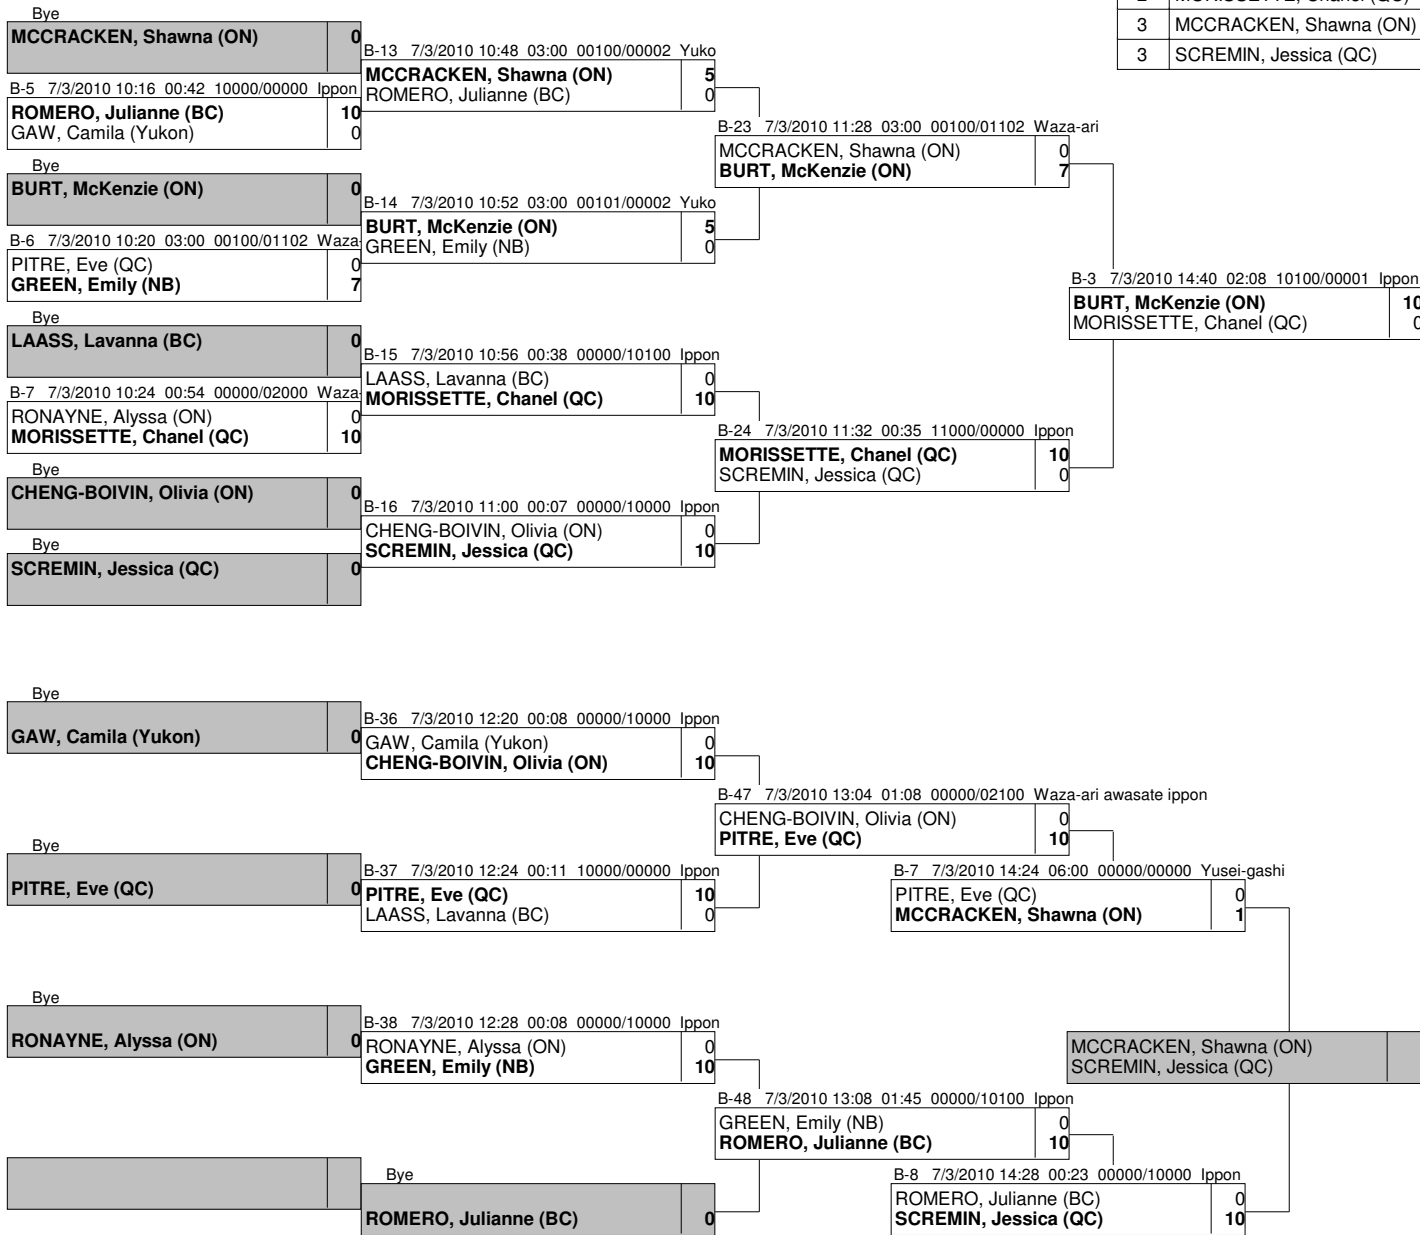 2 MORISSETTE, Chanel (QC)
3 MCCRACKEN, Shawna (ON)
3 SCREMIN, Jessica (QC)
Bye
MCCRACKEN, Shawna (ON) 0
B-5 7/3/2010 10:16 00:42 10000/00000 Ippon
ROMERO, Julianne (BC) 10
GAW, Camila (Yukon) 0
Bye
BURT, McKenzie (ON) 0
B-6 7/3/2010 10:20 03:00 00100/01102 Waza-
PITRE, Eve (QC) 0
GREEN, Emily (NB) 7
Bye
LAASS, Lavanna (BC) 0
B-7 7/3/2010 10:24 00:54 00000/02000 Waza-
RONAYNE, Alyssa (ON) 0
MORISSETTE, Chanel (QC) 10
Bye
CHENG-BOIVIN, Olivia (ON) 0
Bye
SCREMIN, Jessica (QC) 0
B-13 7/3/2010 10:48 03:00 00100/00002 Yuko
MCCRACKEN, Shawna (ON) 5
ROMERO, Julianne (BC) 0
B-14 7/3/2010 10:52 03:00 00101/00002 Yuko
BURT, McKenzie (ON) 5
GREEN, Emily (NB) 0
B-15 7/3/2010 10:56 00:38 00000/10100 Ippon
LAASS, Lavanna (BC) 0
MORISSETTE, Chanel (QC) 10
B-16 7/3/2010 11:00 00:07 00000/10000 Ippon
CHENG-BOIVIN, Olivia (ON) 0
SCREMIN, Jessica (QC) 10
B-23 7/3/2010 11:28 03:00 00100/01102 Waza-ari
MCCRACKEN, Shawna (ON) 0
BURT, McKenzie (ON) 7
B-24 7/3/2010 11:32 00:35 11000/00000 Ippon
MORISSETTE, Chanel (QC) 10
SCREMIN, Jessica (QC) 0
B-3 7/3/2010 14:40 02:08 10100/00001 Ippon
BURT, McKenzie (ON) 10
MORISSETTE, Chanel (QC) 0
Bye
GAW, Camila (Yukon) 0
Bye
PITRE, Eve (QC) 0
Bye
RONAYNE, Alyssa (ON) 0
B-36 7/3/2010 12:20 00:08 00000/10000 Ippon
GAW, Camila (Yukon) 0
CHENG-BOIVIN, Olivia (ON) 10
B-37 7/3/2010 12:24 00:11 10000/00000 Ippon
PITRE, Eve (QC) 10
LAASS, Lavanna (BC) 0
B-38 7/3/2010 12:28 00:08 00000/10000 Ippon
RONAYNE, Alyssa (ON) 0
GREEN, Emily (NB) 10
Bye
ROMERO, Julianne (BC) 0
B-47 7/3/2010 13:04 01:08 00000/02100 Waza-ari awasate ippon
CHENG-BOIVIN, Olivia (ON) 0
PITRE, Eve (QC) 10
B-48 7/3/2010 13:08 01:45 00000/10100 Ippon
GREEN, Emily (NB) 0
ROMERO, Julianne (BC) 10
B-7 7/3/2010 14:24 06:00 00000/00000 Yusei-gashi
PITRE, Eve (QC) 0
MCCRACKEN, Shawna (ON) 1
B-8 7/3/2010 14:28 00:23 00000/10000 Ippon
ROMERO, Julianne (BC) 0
SCREMIN, Jessica (QC) 10
MCCRACKEN, Shawna (ON)
SCREMIN, Jessica (QC)